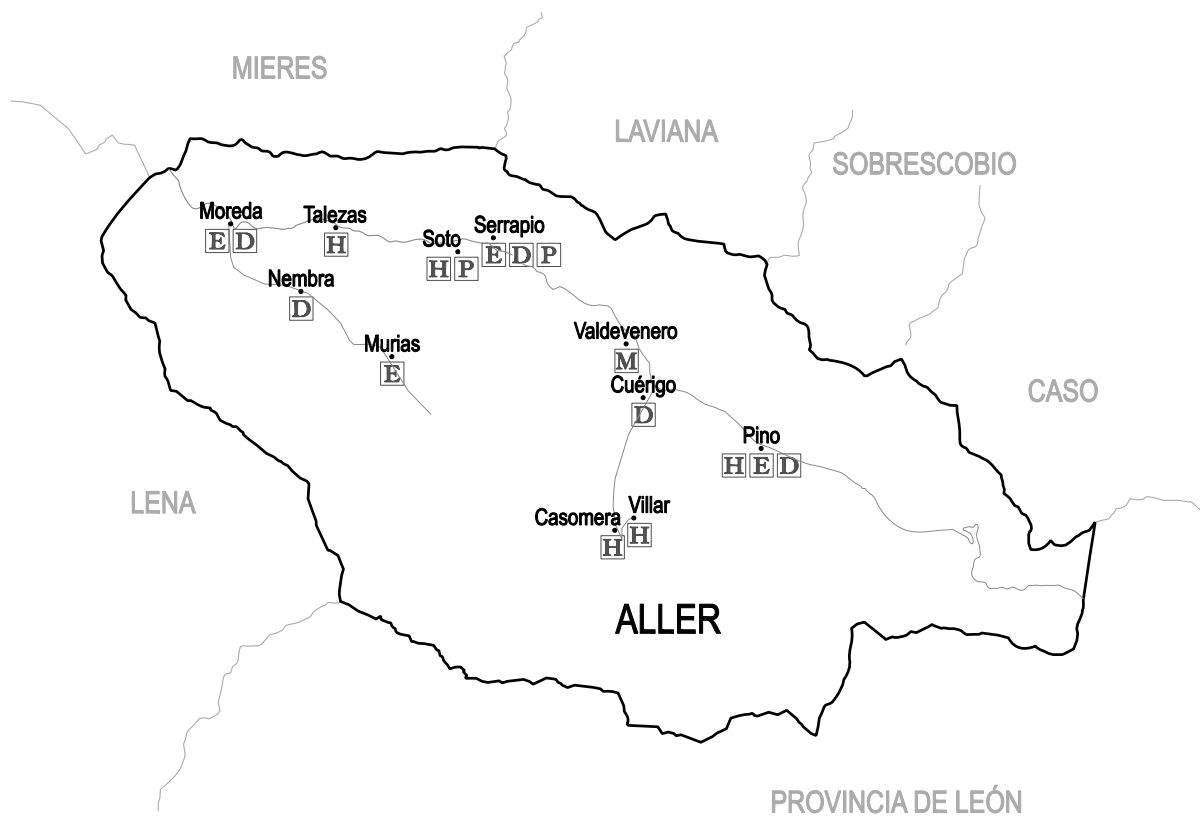 MIERES
LAVIANA
SOBRESCOBIO
Moreda
E D
Talezas
H
Soto
H P
Serrapio
E D P
Nembra
D
Murias
E
Valdevenero
M
Cuérigo
D
CASO
Pino
H E D
LENA
Casomera
H
Villar
H
ALLER
PROVINCIA DE LEÓN